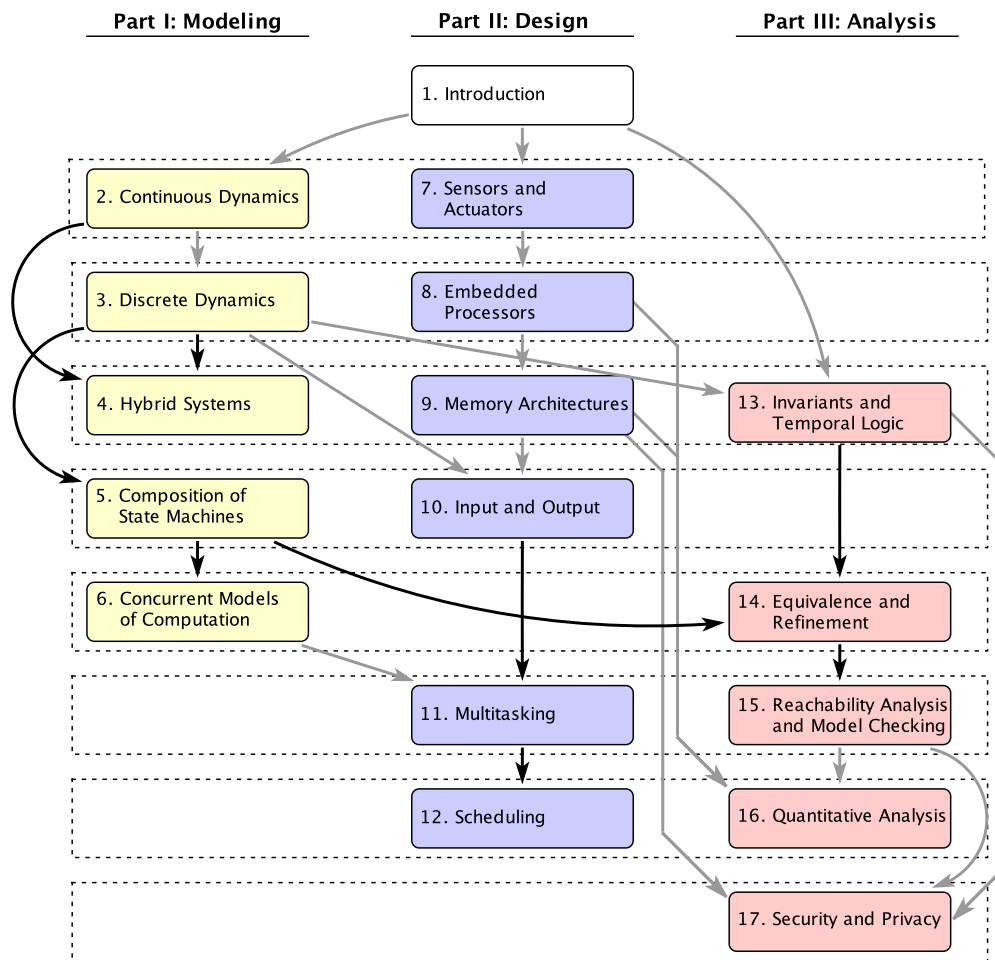 Part I: Modeling
Part II: Design
Part III: Analysis
1. Introduction
2. Continuous Dynamics
7. Sensors and
Actuators
3. Discrete Dynamics
8. Embedded
Processors
4. Hybrid Systems
9. Memory Architectures
13. Invariants and
Temporal Logic
5. Composition of
State Machines
10. Input and Output
6. Concurrent Models
of Computation
14. Equivalence and
Refinement
11. Multitasking
15. Reachability Analysis
and Model Checking
12. Scheduling
16. Quantitative Analysis
17. Security and Privacy